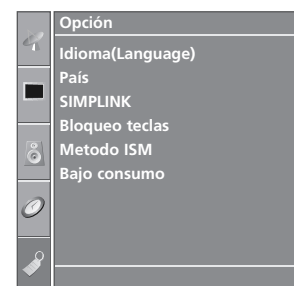 Opción
Idioma(Language)
País
SIMPLINK
Bloqueo teclas
Metodo ISM
Bajo consumo